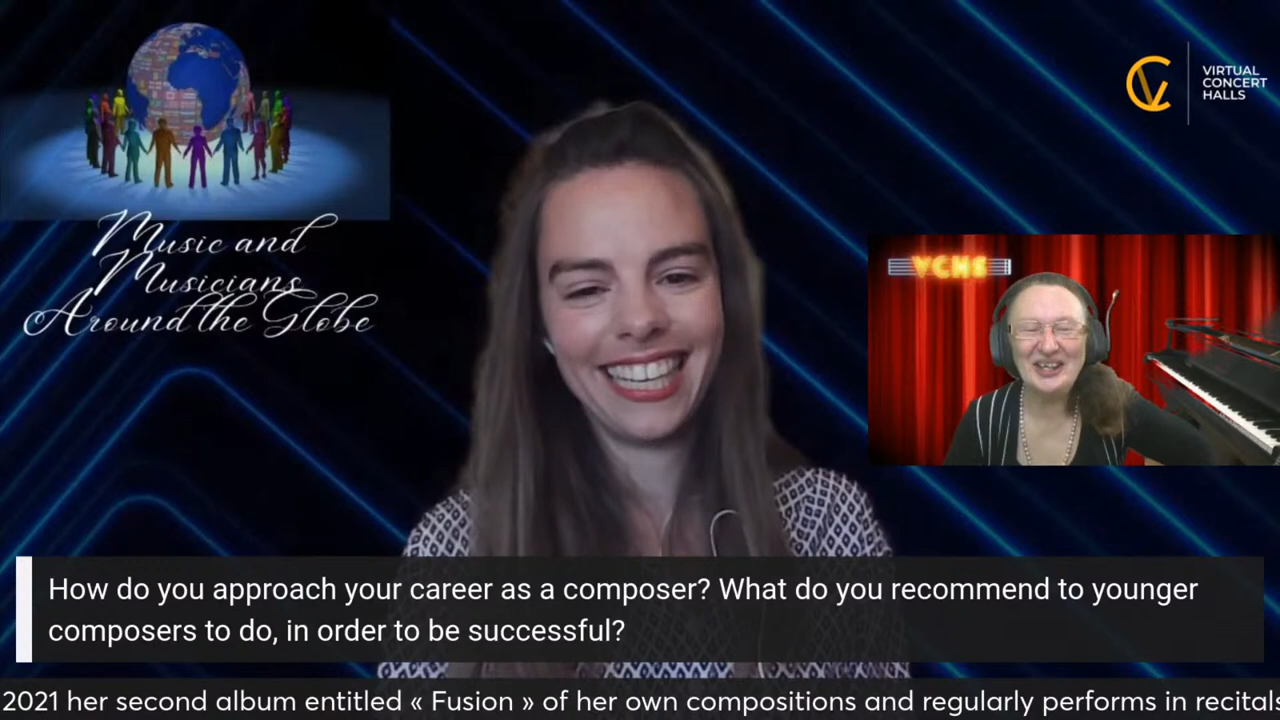 VIRTUAL
CONCERT
HALLS
Music and
Musicians
Around the Globe
VCHS
How do you approach your career as a composer? What do you recommend to younger
composers to do, in order to be successful?
2021 her second album entitled « Fusion » of her own compositions and regularly performs in recitals